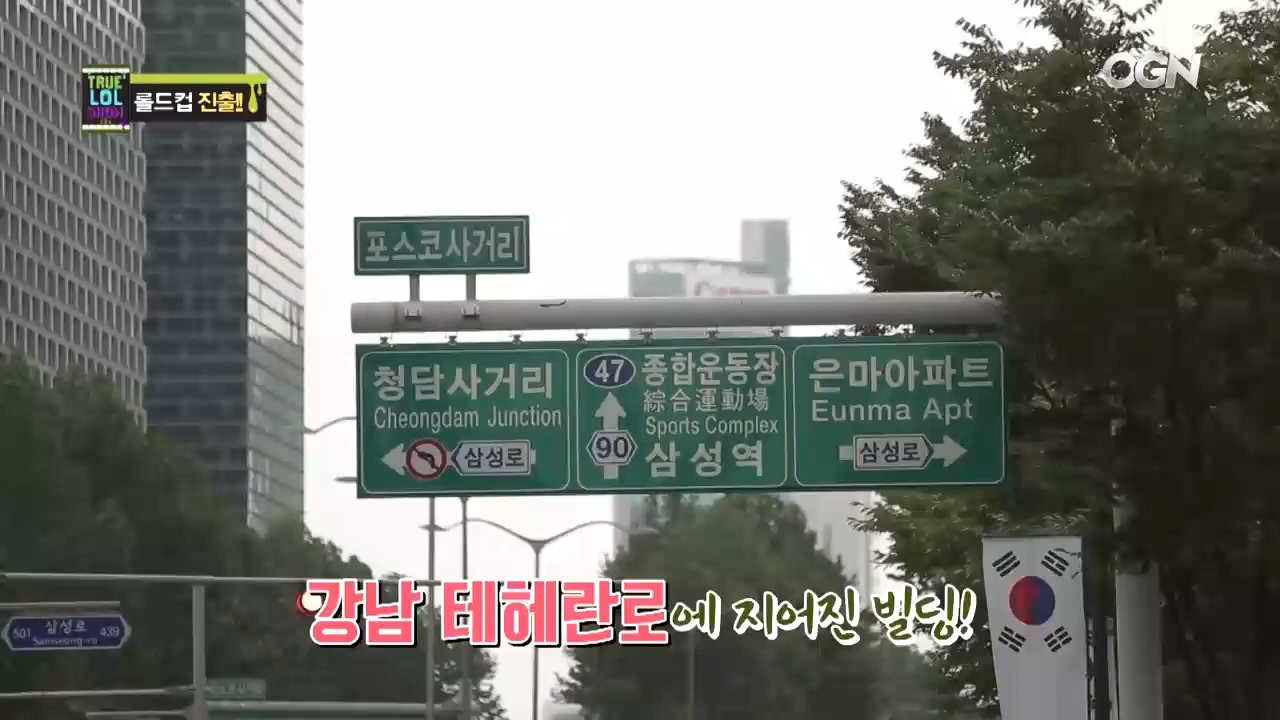 OGN
TRUE
LOL
SHOW
롤드컵 진출!!
포스코사거리
청담사거리
Cheongdam Junction
삼성로
47
종합운동장
綜合運動場
Sports Complex
90
삼성역
은마아파트
Eunma Apt
삼성로
삼성로
501 Samseong-ro 439
강남 테헤란로에 지어진 빌딩!